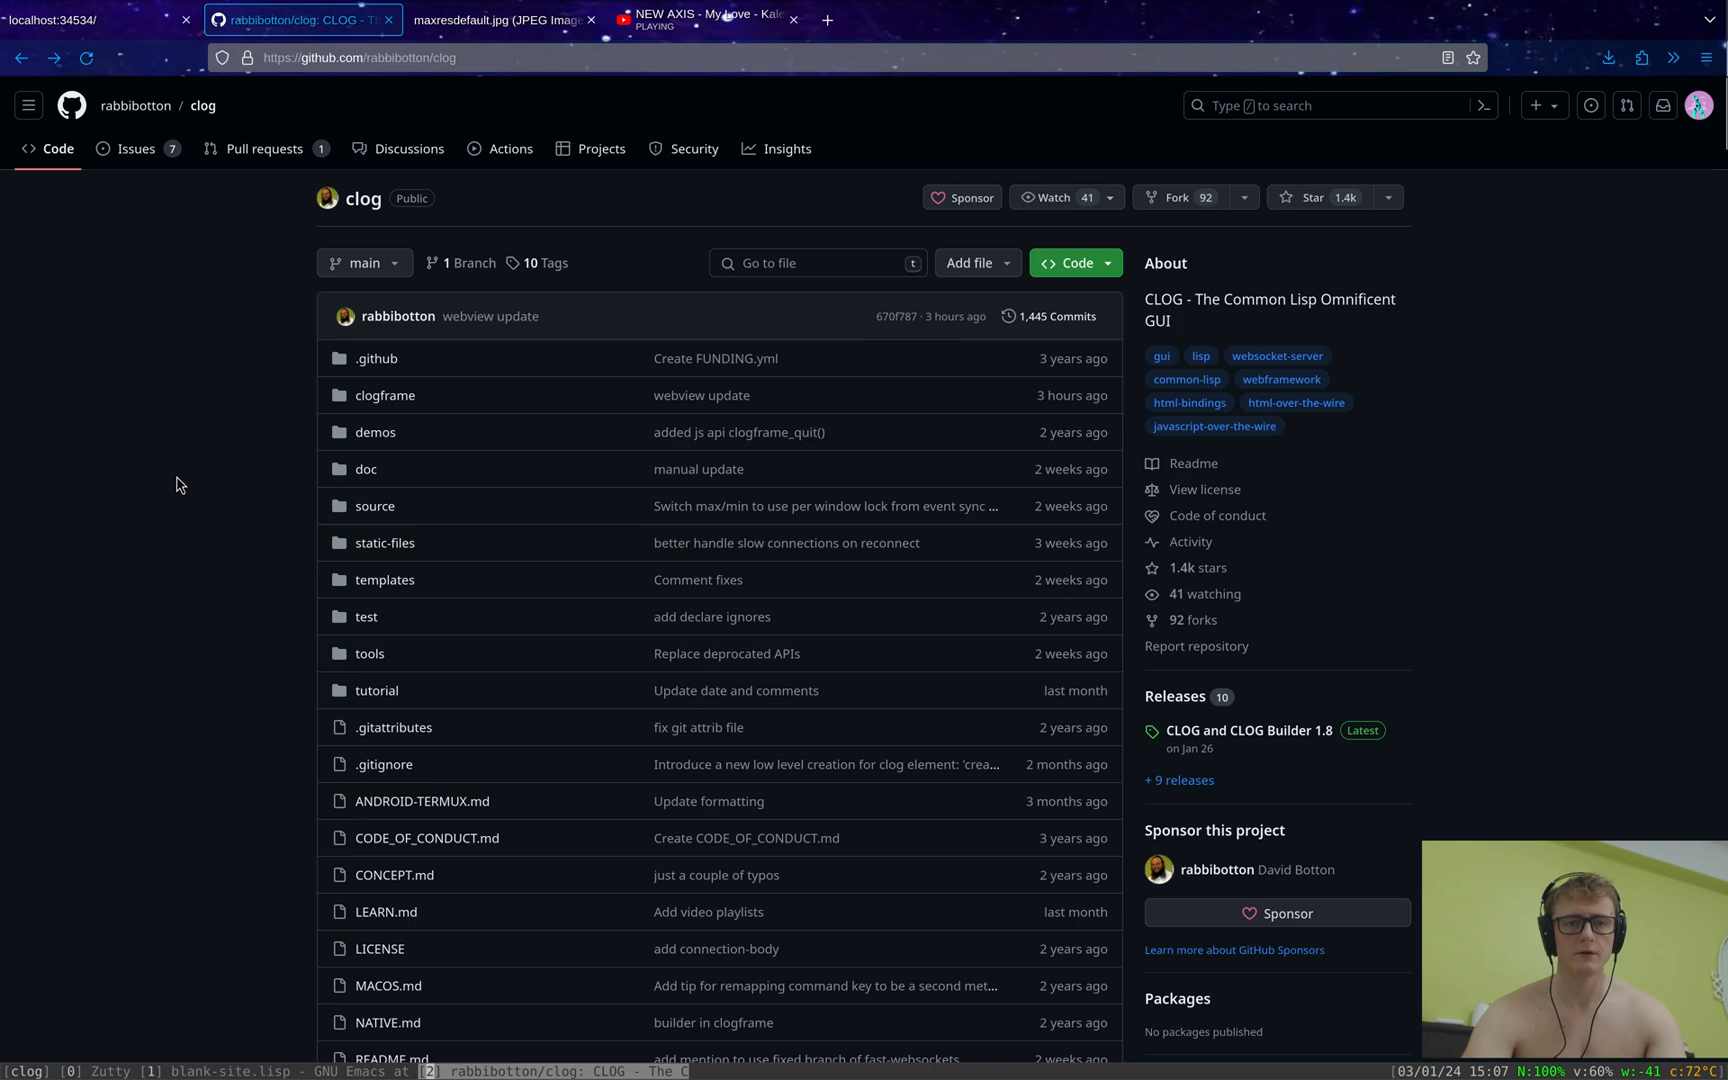 localhost:34534/
rabbibotton/clog: CLOG - Th
maxresdefault.jpg (JPEG Image
NEW AXIS - My Love - Kale
PLAYING
https://github.com/rabbibotton/clog
rabbibotton / clog
Type / to search
Code
Issues 7
Pull requests 1
Discussions
Actions
Projects
Security
Insights
clog Public
Sponsor
Watch 41
Fork 92
Star 1.4k
main
1 Branch
10 Tags
Go to file t
Add file
Code
rabbibotton webview update 670f787 · 3 hours ago 1,445 Commits
.github Create FUNDING.yml 3 years ago
clogframe webview update 3 hours ago
demos added js api clogframe_quit() 2 years ago
doc manual update 2 weeks ago
source Switch max/min to use per window lock from event sync ... 2 weeks ago
static-files better handle slow connections on reconnect 3 weeks ago
templates Comment fixes 2 weeks ago
test add declare ignores 2 years ago
tools Replace deprecated APIs 2 weeks ago
tutorial Update date and comments last month
.gitattributes fix git attrib file 2 years ago
.gitignore Introduce a new low level creation for clog element: 'crea... 2 months ago
ANDROID-TERMUX.md Update formatting 3 months ago
CODE_OF_CONDUCT.md Create CODE_OF_CONDUCT.md 3 years ago
CONCEPT.md just a couple of typos 2 years ago
LEARN.md Add video playlists last month
LICENSE add connection-body 2 years ago
MACOS.md Add tip for remapping command key to be a second met... 2 years ago
NATIVE.md builder in clogframe 2 years ago
README.md add mention to use fixed branch of fast-websockets 2 weeks ago
About
CLOG - The Common Lisp Omnificent
GUI
gui lisp websocket-server
common-lisp webframework
html-bindings html-over-the-wire
javascript-over-the-wire
Readme
View license
Code of conduct
Activity
1.4k stars
41 watching
92 forks
Report repository
Releases 10
CLOG and CLOG Builder 1.8 Latest
on Jan 26
+ 9 releases
Sponsor this project
rabbibotton David Botton
Sponsor
Learn more about GitHub Sponsors
Packages
No packages published
[clog] [0] Zutty [1] blank-site.lisp - GNU Emacs at [2] rabbibotton/clog: CLOG - The C
[03/01/24 15:07 N:100% v:60% w:-41 c:72°C]